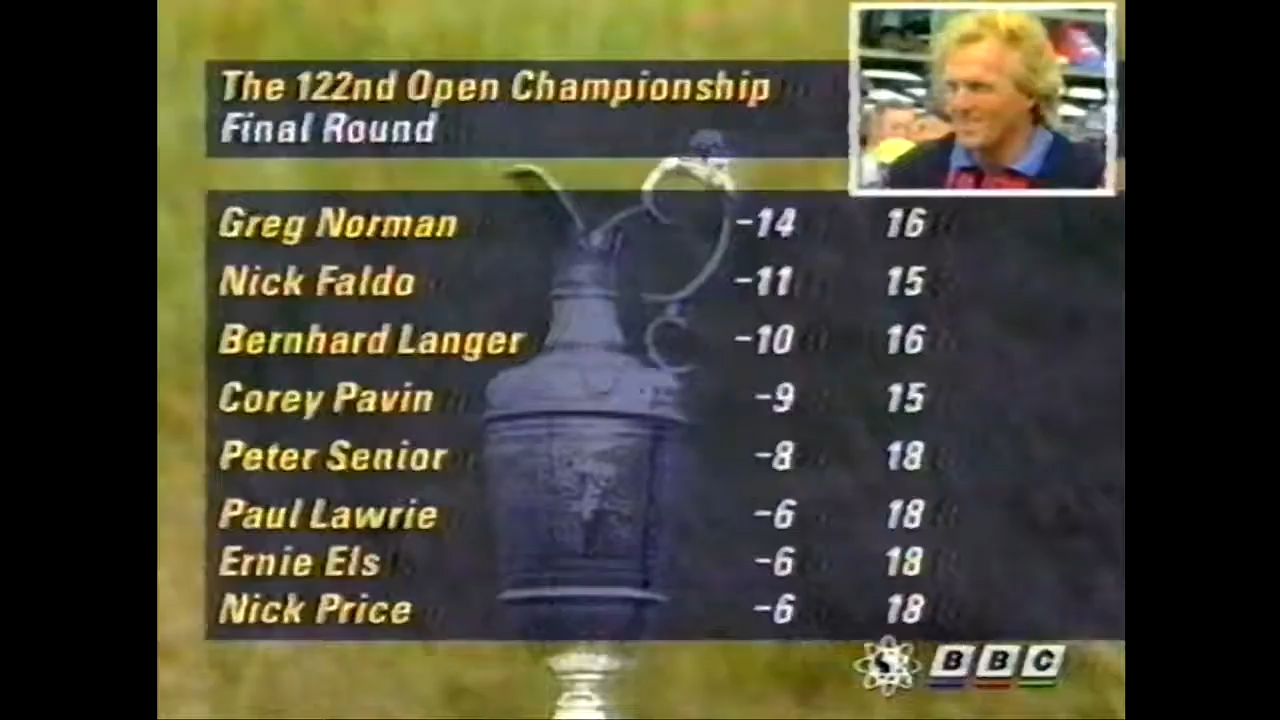 The 122nd Open Championship
Final Round
Greg Norman -14 16
Nick Faldo -11 15
Bernhard Langer -10 16
Corey Pavin -9 15
Peter Senior -8 18
Paul Lawrie -6 18
Ernie Els -6 18
Nick Price -6 18
BBC